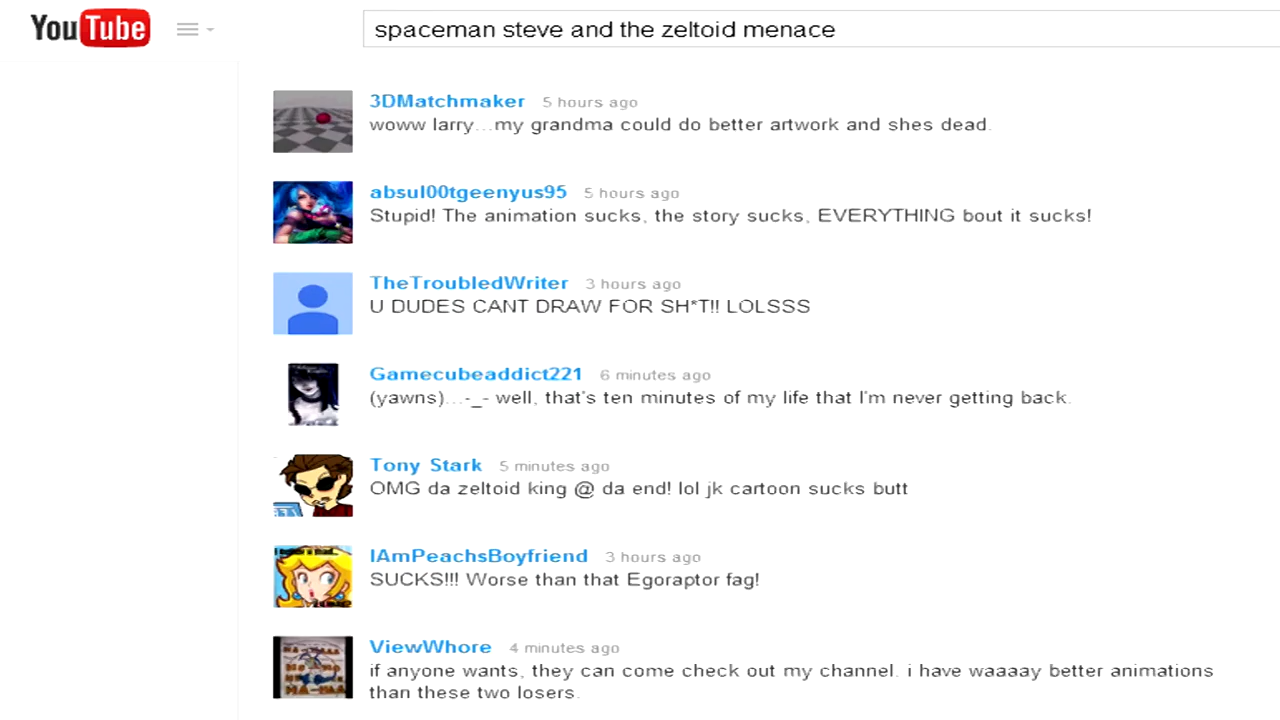 YouTube
spaceman steve and the zeltoid menace
3DMatchmaker 5 hours ago
woww larry...my grandma could do better artwork and shes dead.
absul00tgeenyus95 5 hours ago
Stupid! The animation sucks, the story sucks, EVERYTHING bout it sucks!
TheTroubledWriter 3 hours ago
U DUDES CANT DRAW FOR SH*T!! LOLSSS
Gamecubeaddict221 6 minutes ago
(yawns)...-_- well, that's ten minutes of my life that I'm never getting back.
Tony Stark 5 minutes ago
OMG da zeltoid king @ da end! lol jk cartoon sucks butt
IAmPeachsBoyfriend 3 hours ago
SUCKS!!! Worse than that Egoraptor fag!
ViewWhore 4 minutes ago
if anyone wants, they can come check out my channel. i have waaaay better animations
than these two losers.